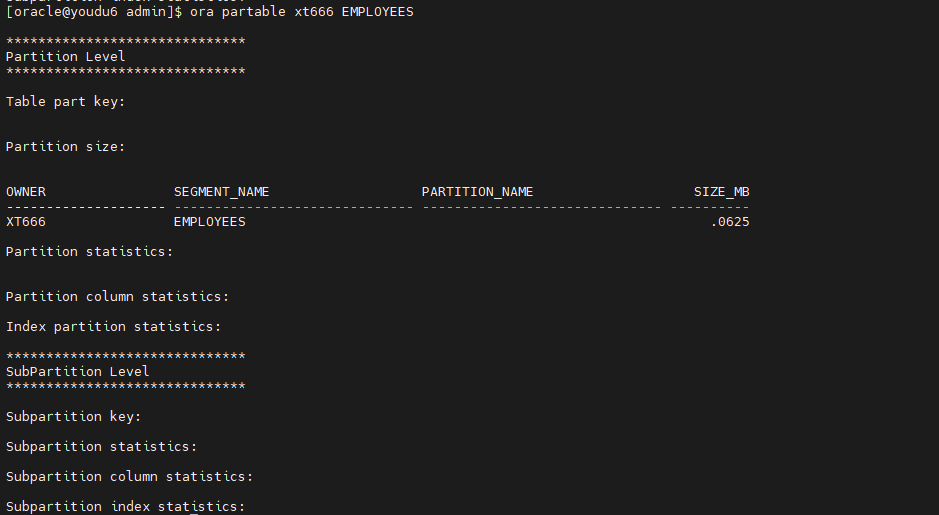 [oracle@youdu6 admin]$ ora partable xt666 EMPLOYEES
******************************
Partition Level
******************************
Table part key:
Partition size:
OWNER                SEGMENT_NAME                   PARTITION_NAME                    SIZE_MB
-------------------- ------------------------------ ------------------------------ ----------
XT666                EMPLOYEES                                                          .0625
Partition statistics:
Partition column statistics:
Index partition statistics:
******************************
SubPartition Level
******************************
Subpartition key:
Subpartition statistics:
Subpartition column statistics:
Subpartition index statistics: